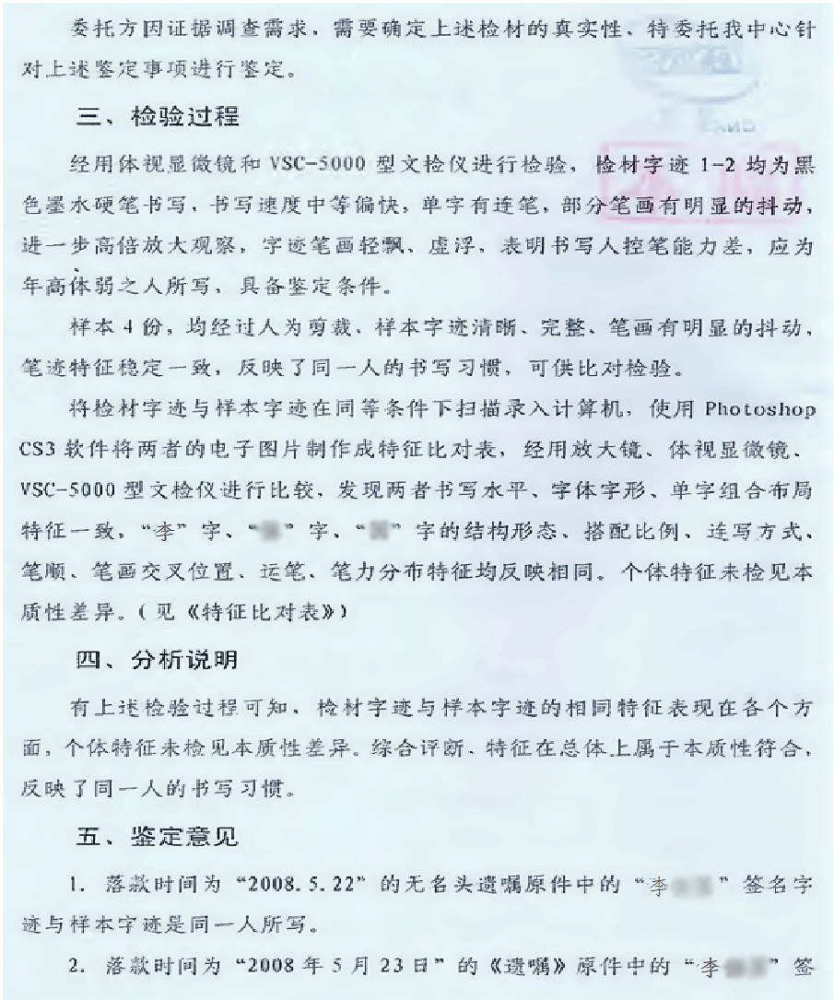 委托方因证据调查需求，需要确定上述检材的真实性、特委托我中心针
对上述鉴定事项进行鉴定。
三、检验过程
经用体视显微镜和 VSC-5000 型文检仪进行检验，检材字迹 1-2 均为黑
色墨水硬笔书写，书写速度中等偏快，单字有连笔，部分笔画有明显的抖动，
进一步高倍放大观察，字迹笔画轻飘、虚浮，表明书写人控笔能力差，应为
年高体弱之人所写，具备鉴定条件。
样本 4 份，均经过人为剪裁、样本字迹清晰、完整、笔画有明显的抖动，
笔迹特征稳定一致，反映了同一人的书写习惯，可供比对检验。
将检材字迹与样本字迹在同等条件下扫描录入计算机，使用 Photoshop
CS3 软件将两者的电子图片制作成特征比对表，经用放大镜、体视显微镜、
VSC-5000 型文检仪进行比较，发现两者书写水平、字体字形、单字组合布局
特征一致，“李”字、“”字、“”字的结构形态、搭配比例、连写方式、
笔顺、笔画交叉位置、运笔、笔力分布特征均反映相同。个体特征未检见本
质性差异。（见《特征比对表》）
四、分析说明
有上述检验过程可知，检材字迹与样本字迹的相同特征表现在各个方
面，个体特征未检见本质性差异。综合评断、特征在总体上属于本质性符合，
反映了同一人的书写习惯。
五、鉴定意见
1. 落款时间为“2008.5.22”的无名头遗嘱原件中的“李”签名字
迹与样本字迹是同一人所写。
2. 落款时间为“2008 年 5 月 23 日”的《遗嘱》原件中的“李”签